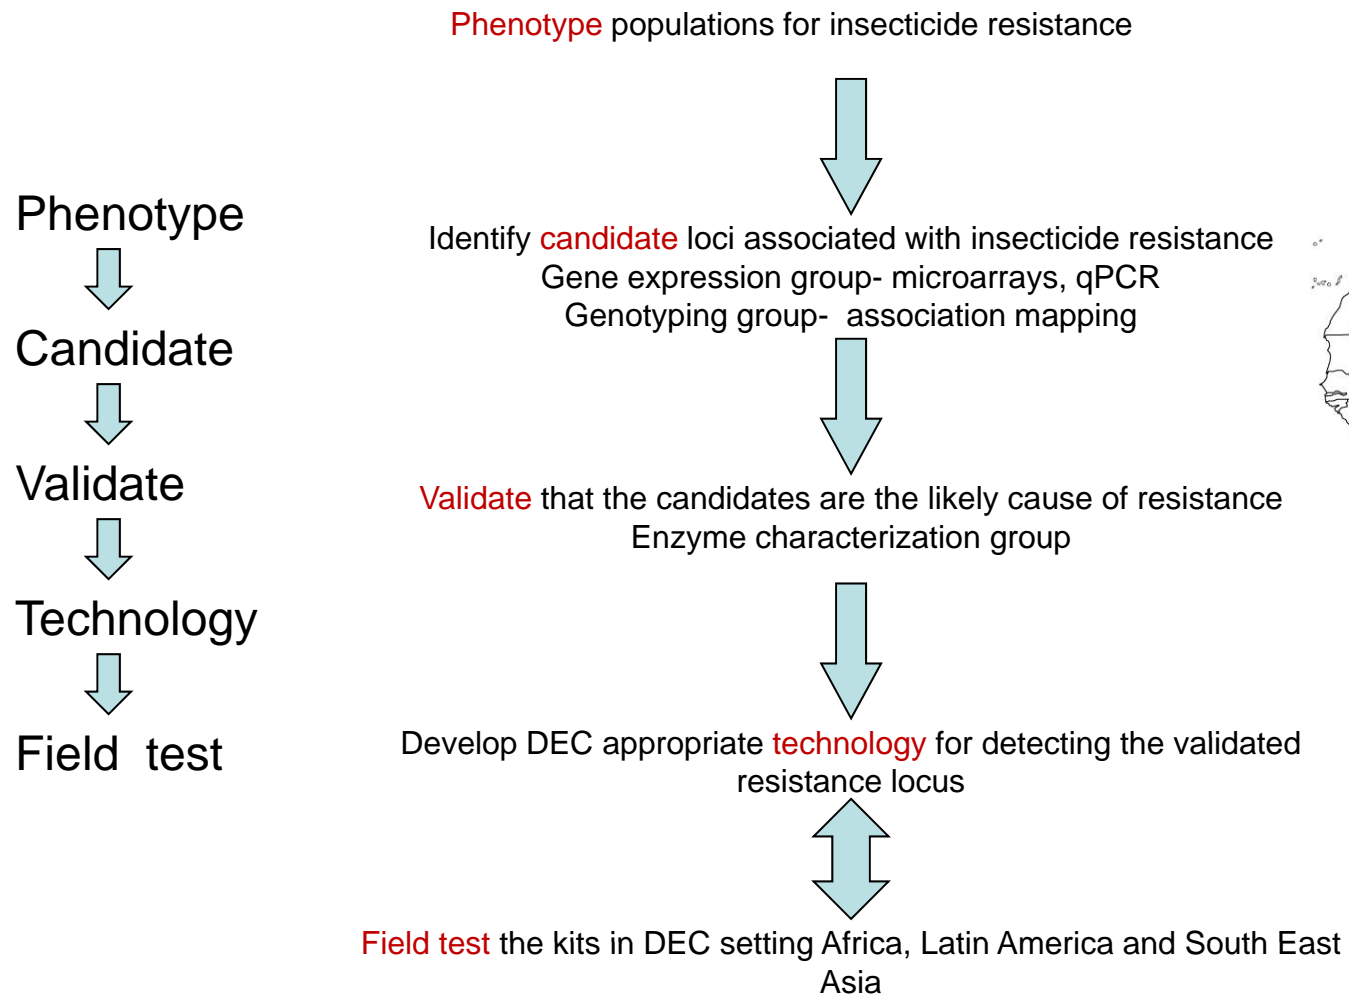 Phenotype populations for insecticide resistance
Phenotype
Candidate
Validate
Technology
Field test
Identify candidate loci associated with insecticide resistance
Gene expression group- microarrays, qPCR
Genotyping group- association mapping
Validate that the candidates are the likely cause of resistance
Enzyme characterization group
Develop DEC appropriate technology for detecting the validated
resistance locus
Field test the kits in DEC setting Africa, Latin America and South East
Asia